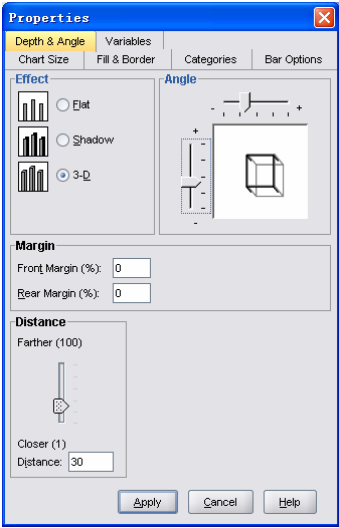 Properties
Depth & Angle Variables
Chart Size Fill & Border Categories Bar Options
Effect
Flat
Shadow
3-D
Angle
- +
+
-
Margin
Front Margin (%): 0
Rear Margin (%): 0
Distance
Farther (100)
Closer (1)
Distance: 30
Apply Cancel Help